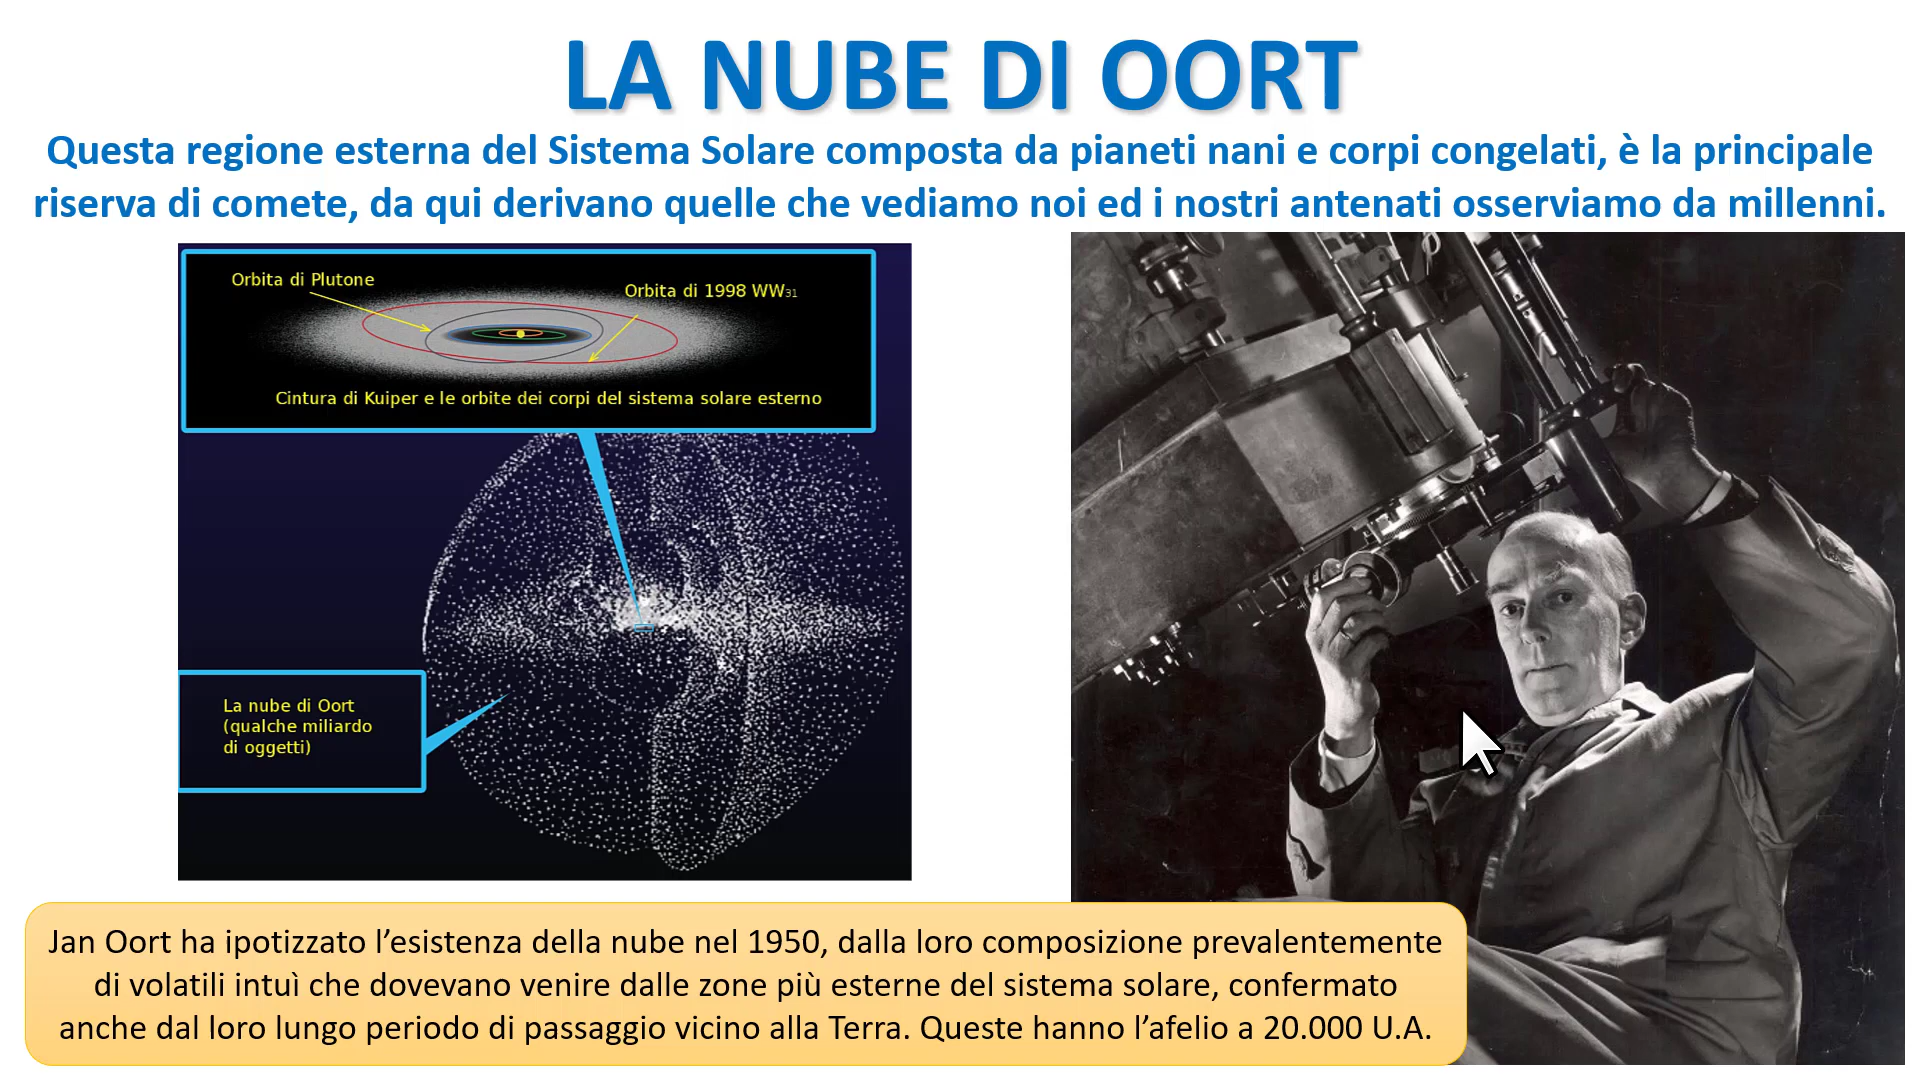 LA NUBE DI OORT
Questa regione esterna del Sistema Solare composta da pianeti nani e corpi congelati, è la principale
riserva di comete, da qui derivano quelle che vediamo noi ed i nostri antenati osserviamo da millenni.
Orbita di Plutone
Orbita di 1998 WW₃₁
Cintura di Kuiper e le orbite dei corpi del sistema solare esterno
La nube di Oort
(qualche miliardo
di oggetti)
Jan Oort ha ipotizzato l’esistenza della nube nel 1950, dalla loro composizione prevalentemente
di volatili intuì che dovevano venire dalle zone più esterne del sistema solare, confermato
anche dal loro lungo periodo di passaggio vicino alla Terra. Queste hanno l’afelio a 20.000 U.A.